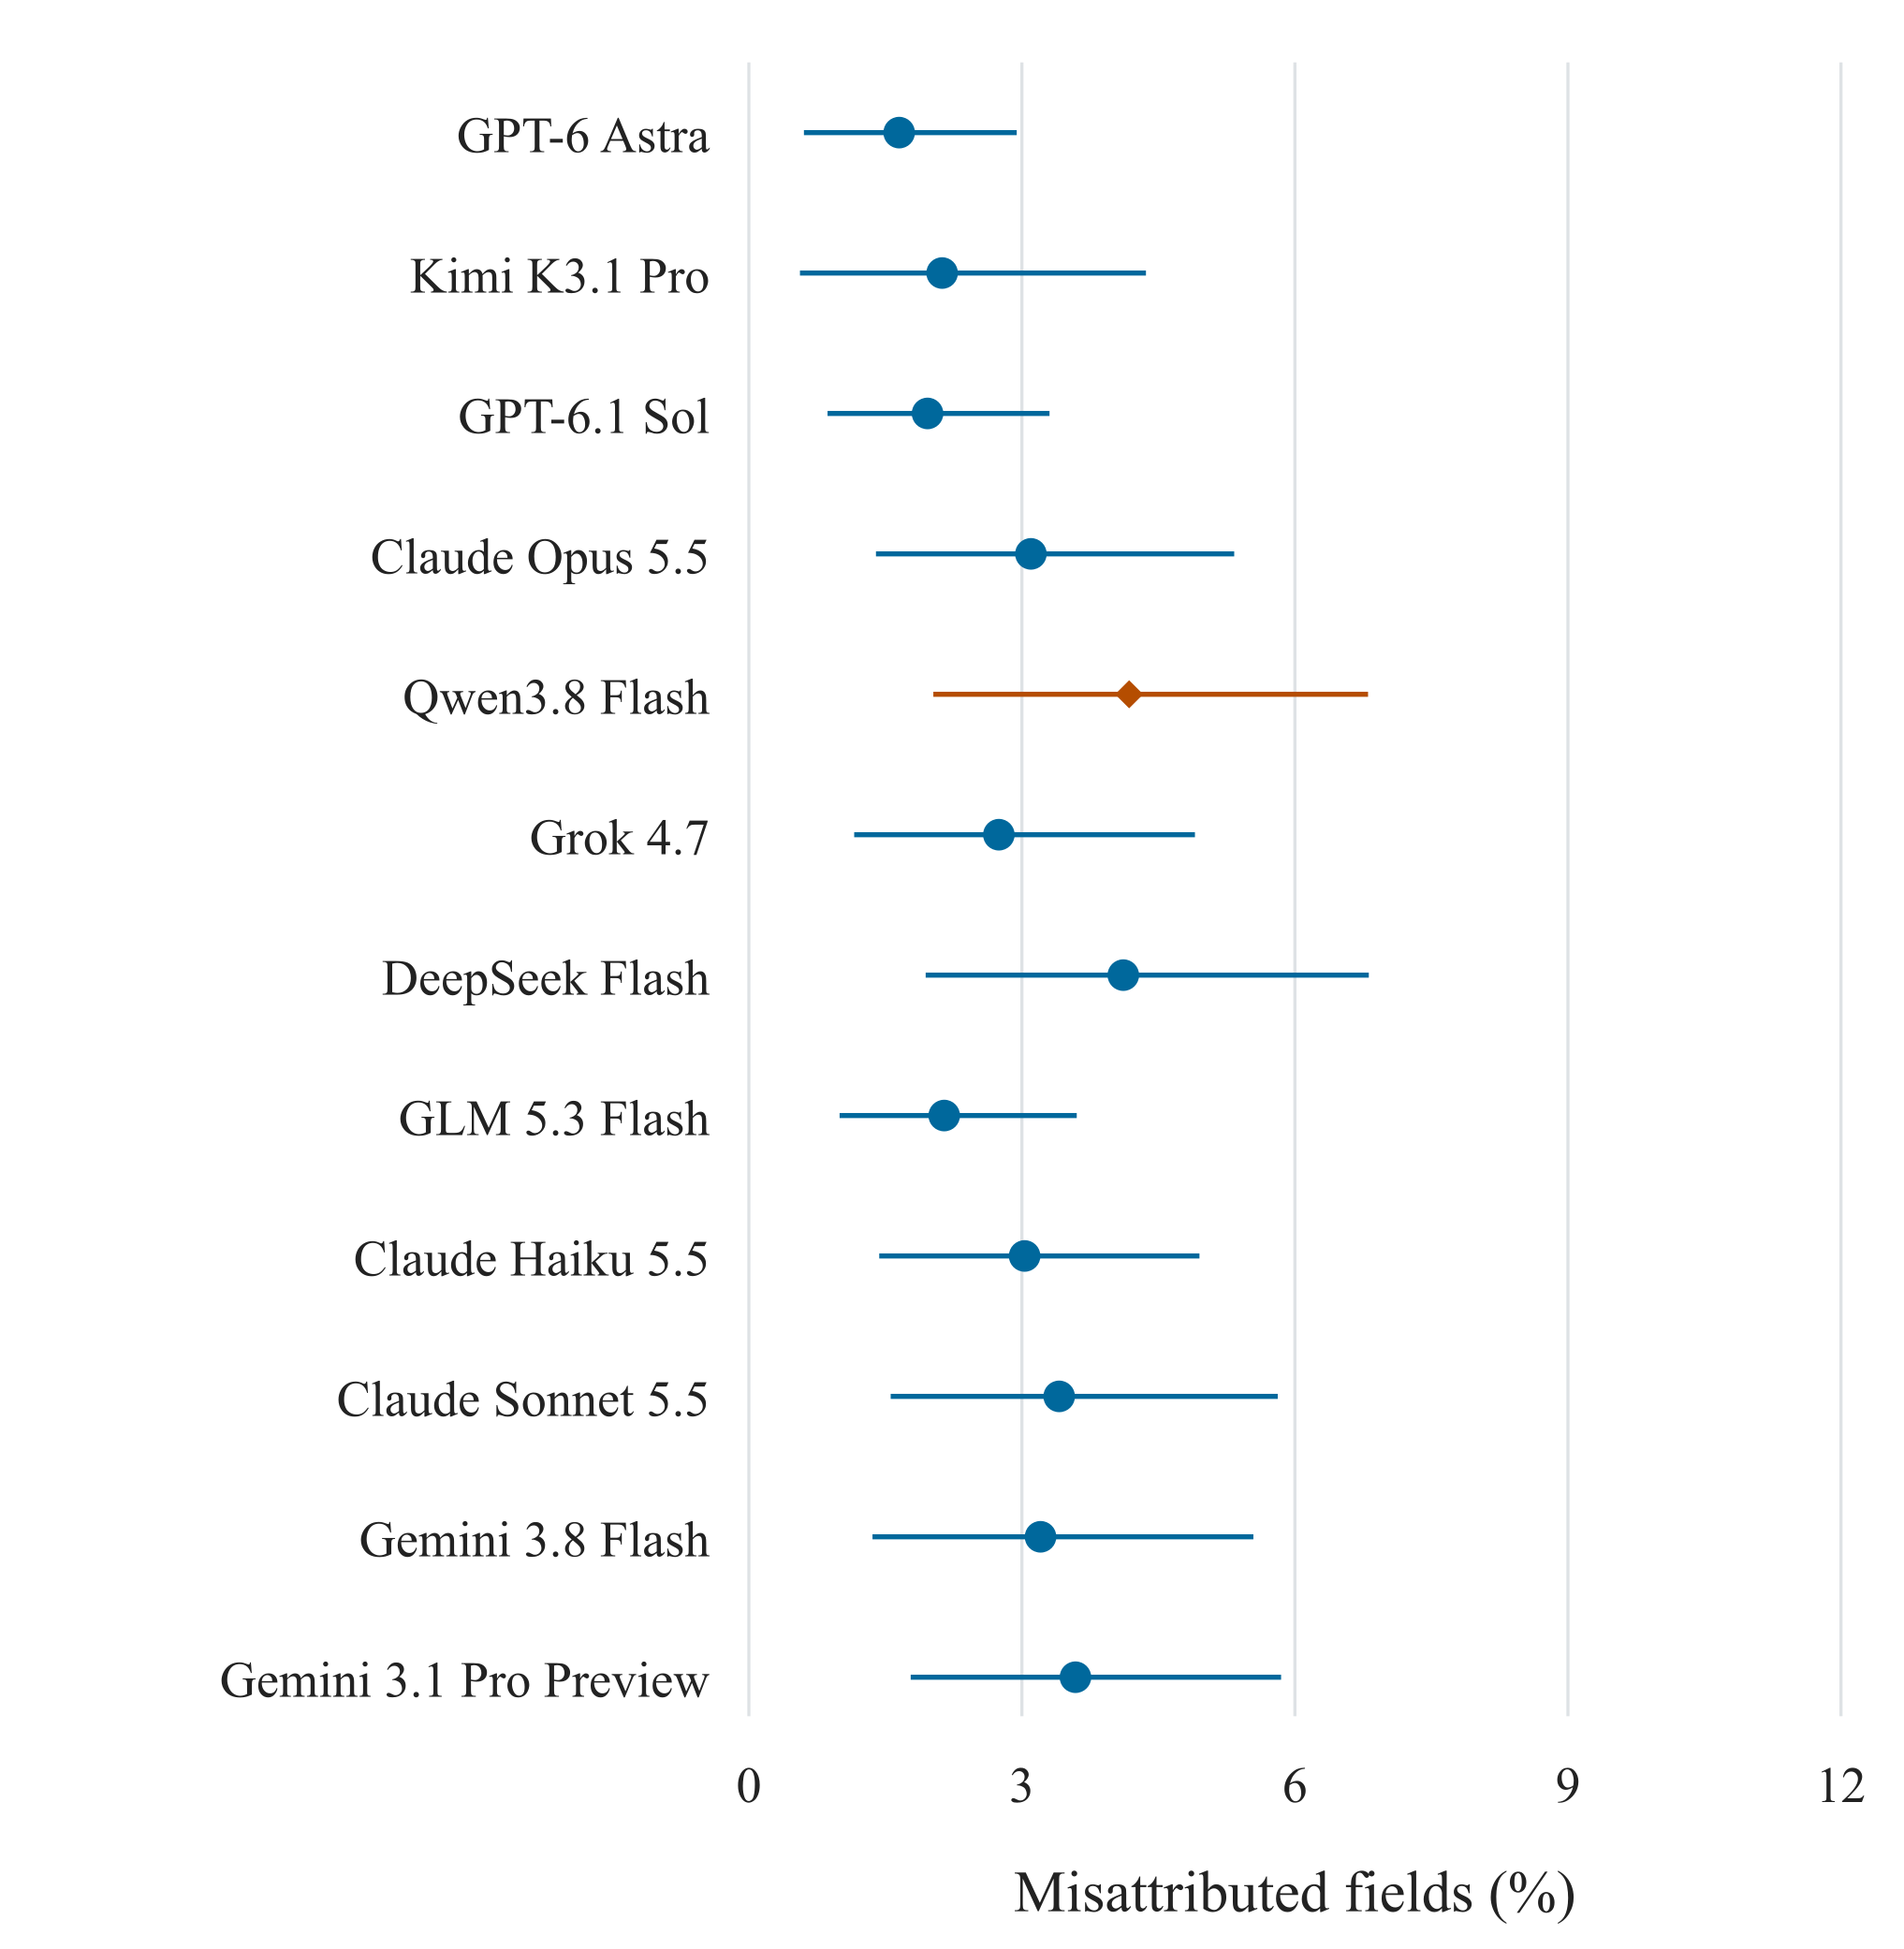 GPT-6 Astra
Kimi K3.1 Pro
GPT-6.1 Sol
Claude Opus 5.5
Qwen3.8 Flash
Grok 4.7
DeepSeek Flash
GLM 5.3 Flash
Claude Haiku 5.5
Claude Sonnet 5.5
Gemini 3.8 Flash
Gemini 3.1 Pro Preview
0 3 6 9 12
Misattributed fields (%)